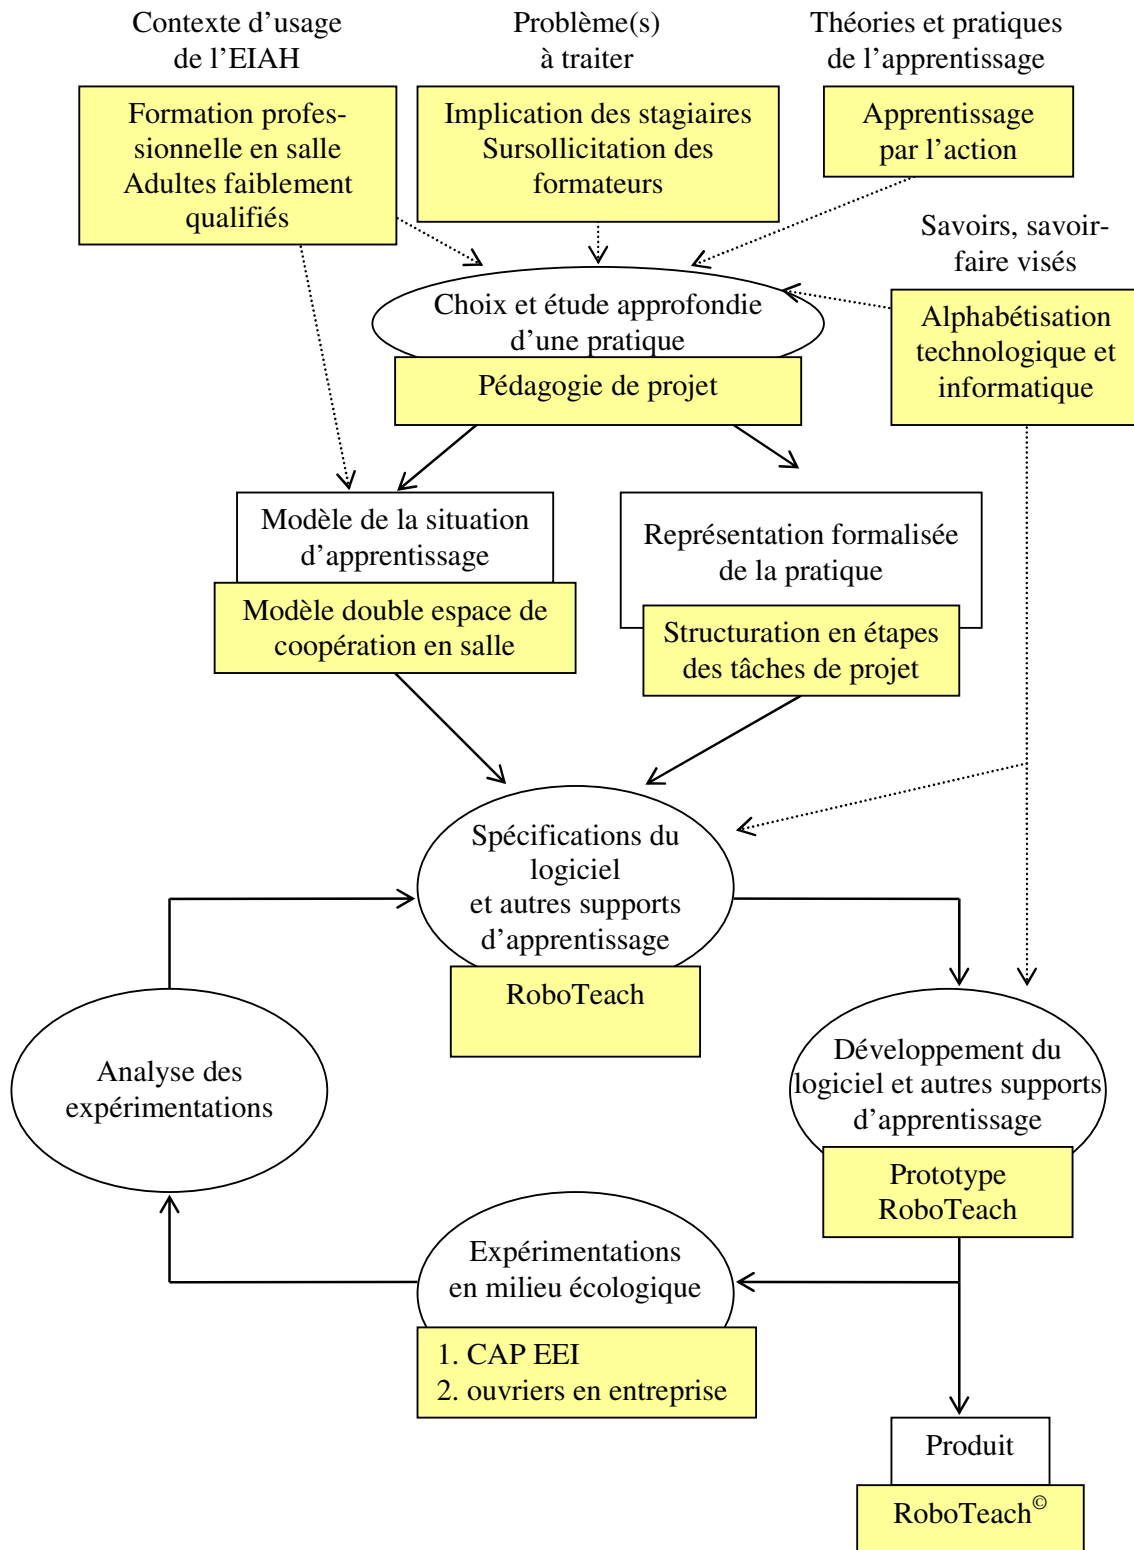 Contexte d’usage
de l’EIAH
Problème(s)
à traiter
Théories et pratiques
de l’apprentissage
Formation profes-
sionnelle en salle
Adultes faiblement
qualifiés
Implication des stagiaires
Sursollicitation des
formateurs
Apprentissage
par l’action
Savoirs, savoir-
faire visés
Choix et étude approfondie
d’une pratique
Pédagogie de projet
Alphabétisation
technologique et
informatique
Modèle de la situation
d’apprentissage
Modèle double espace de
coopération en salle
Représentation formalisée
de la pratique
Structuration en étapes
des tâches de projet
Spécifications du
logiciel
et autres supports
d’apprentissage
RoboTeach
Analyse des
expérimentations
Développement du
logiciel et autres supports
d’apprentissage
Prototype
RoboTeach
Expérimentations
en milieu écologique
1. CAP EEI
2. ouvriers en entreprise
Produit
RoboTeach©